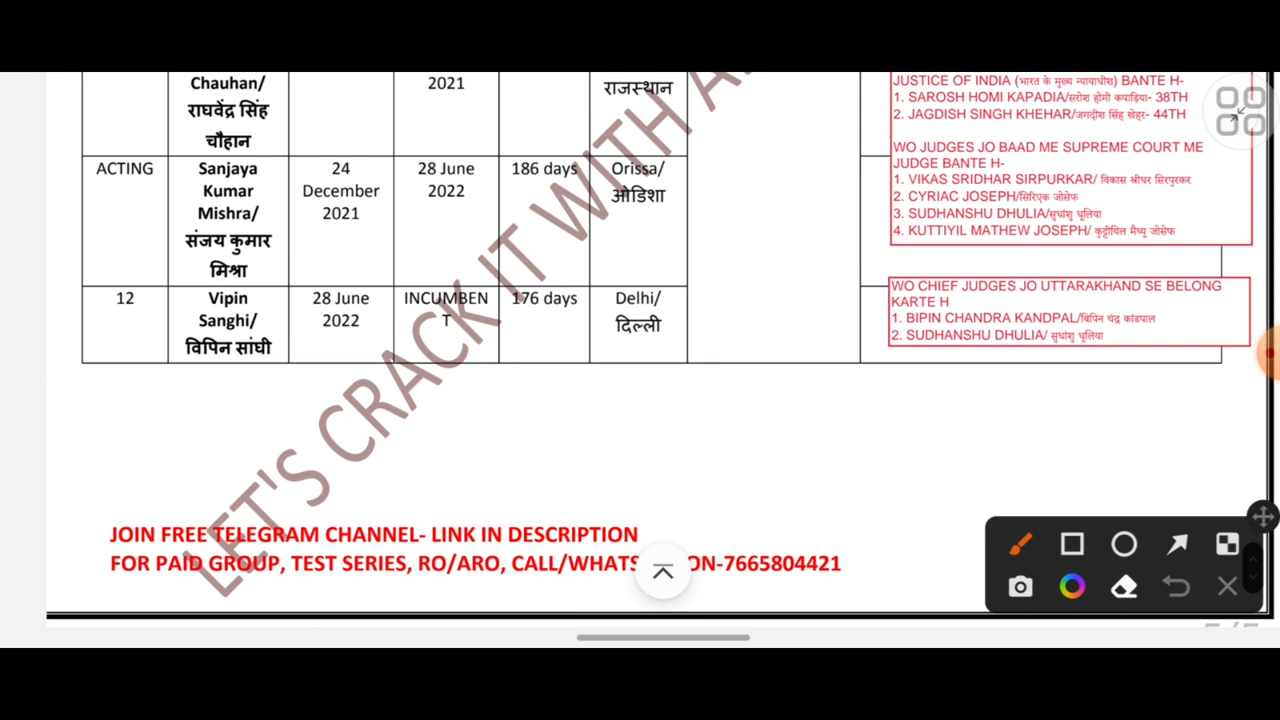 Chauhan/
राघवेंद्र सिंह
चौहान
2021
राजस्थान
ACTING
Sanjaya
Kumar
Mishra/
संजय कुमार
मिश्रा
24
December
2021
28 June
2022
186 days
Orissa/
ओडिशा
12
Vipin
Sanghi/
विपिन सांघी
28 June
2022
INCUMBEN
T
176 days
Delhi/
दिल्ली
JUSTICE OF INDIA (भारत के मुख्य न्यायाधीश) BANTE H-
1. SAROSH HOMI KAPADIA/सरोश होमी कपाड़िया- 38TH
2. JAGDISH SINGH KHEHAR/जगदीश सिंह खेहर- 44TH
WO JUDGES JO BAAD ME SUPREME COURT ME
JUDGE BANTE H-
1. VIKAS SRIDHAR SIRPURKAR/ विकास श्रीधर सिरपुरकर
2. CYRIAC JOSEPH/सिरिएक जोसेफ
3. SUDHANSHU DHULIA/सुधांशु धूलिया
4. KUTTIYIL MATHEW JOSEPH/ कुट्टीयिल मैथ्यू जोसेफ
WO CHIEF JUDGES JO UTTARAKHAND SE BELONG
KARTE H
1. BIPIN CHANDRA KANDPAL/बिपिन चंद्र कांडपाल
2. SUDHANSHU DHULIA/ सुधांशु धूलिया
LET'S CRACK IT WITH A
JOIN FREE TELEGRAM CHANNEL- LINK IN DESCRIPTION
FOR PAID GROUP, TEST SERIES, RO/ARO, CALL/WHATS ON-7665804421